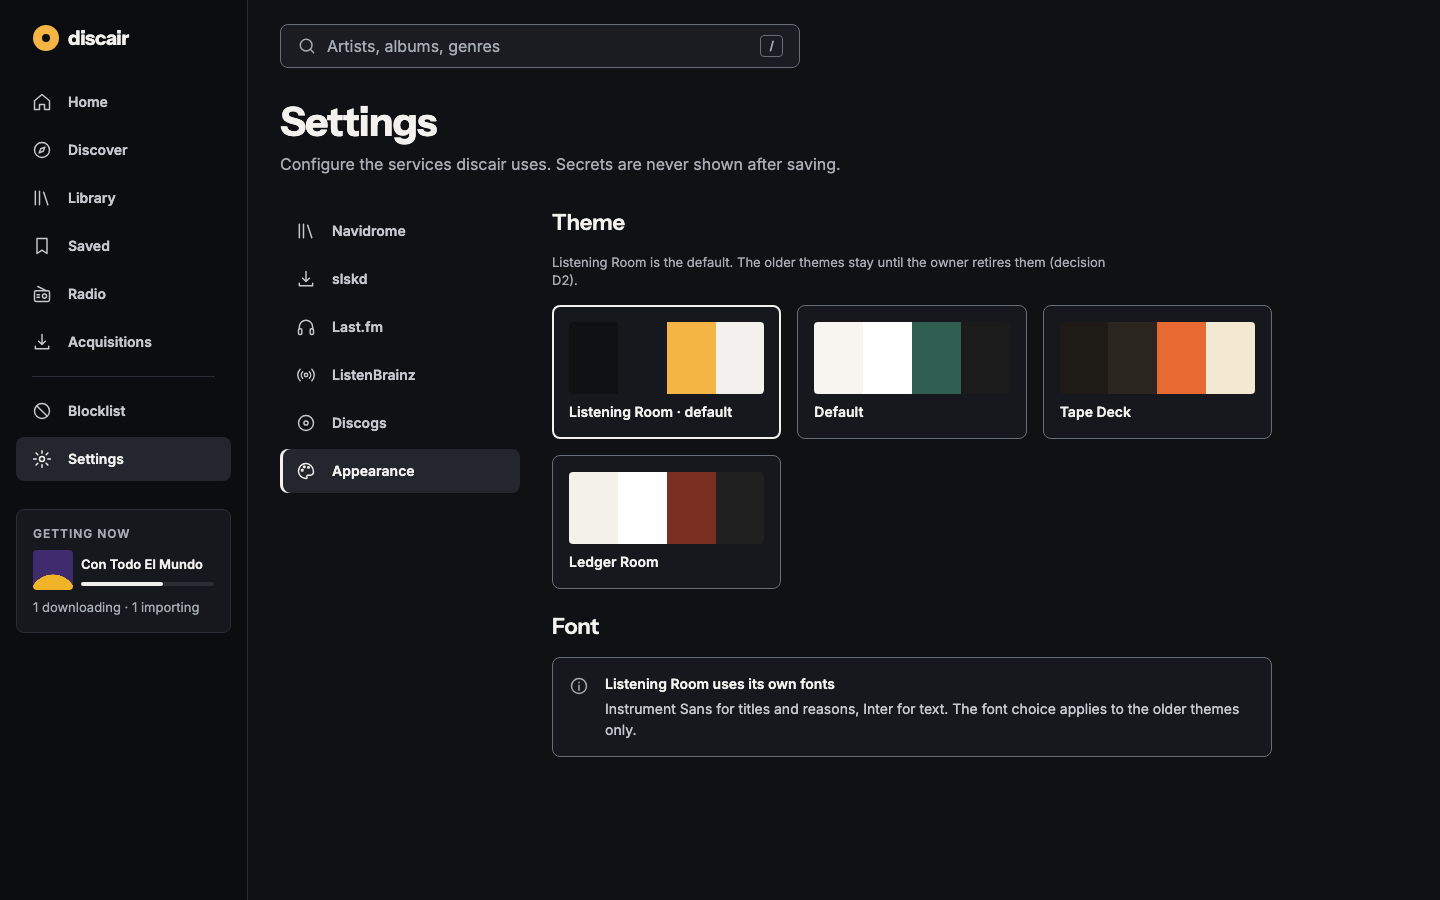 discair
Artists, albums, genres
/
Home
Discover
Library
Saved
Radio
Acquisitions
Blocklist
Settings
GETTING NOW
Con Todo El Mundo
1 downloading · 1 importing
Settings
Configure the services discair uses. Secrets are never shown after saving.
Navidrome
slskd
Last.fm
ListenBrainz
Discogs
Appearance
Theme
Listening Room is the default. The older themes stay until the owner retires them (decision
D2).
Listening Room · default
Default
Tape Deck
Ledger Room
Font
Listening Room uses its own fonts
Instrument Sans for titles and reasons, Inter for text. The font choice applies to the older themes
only.